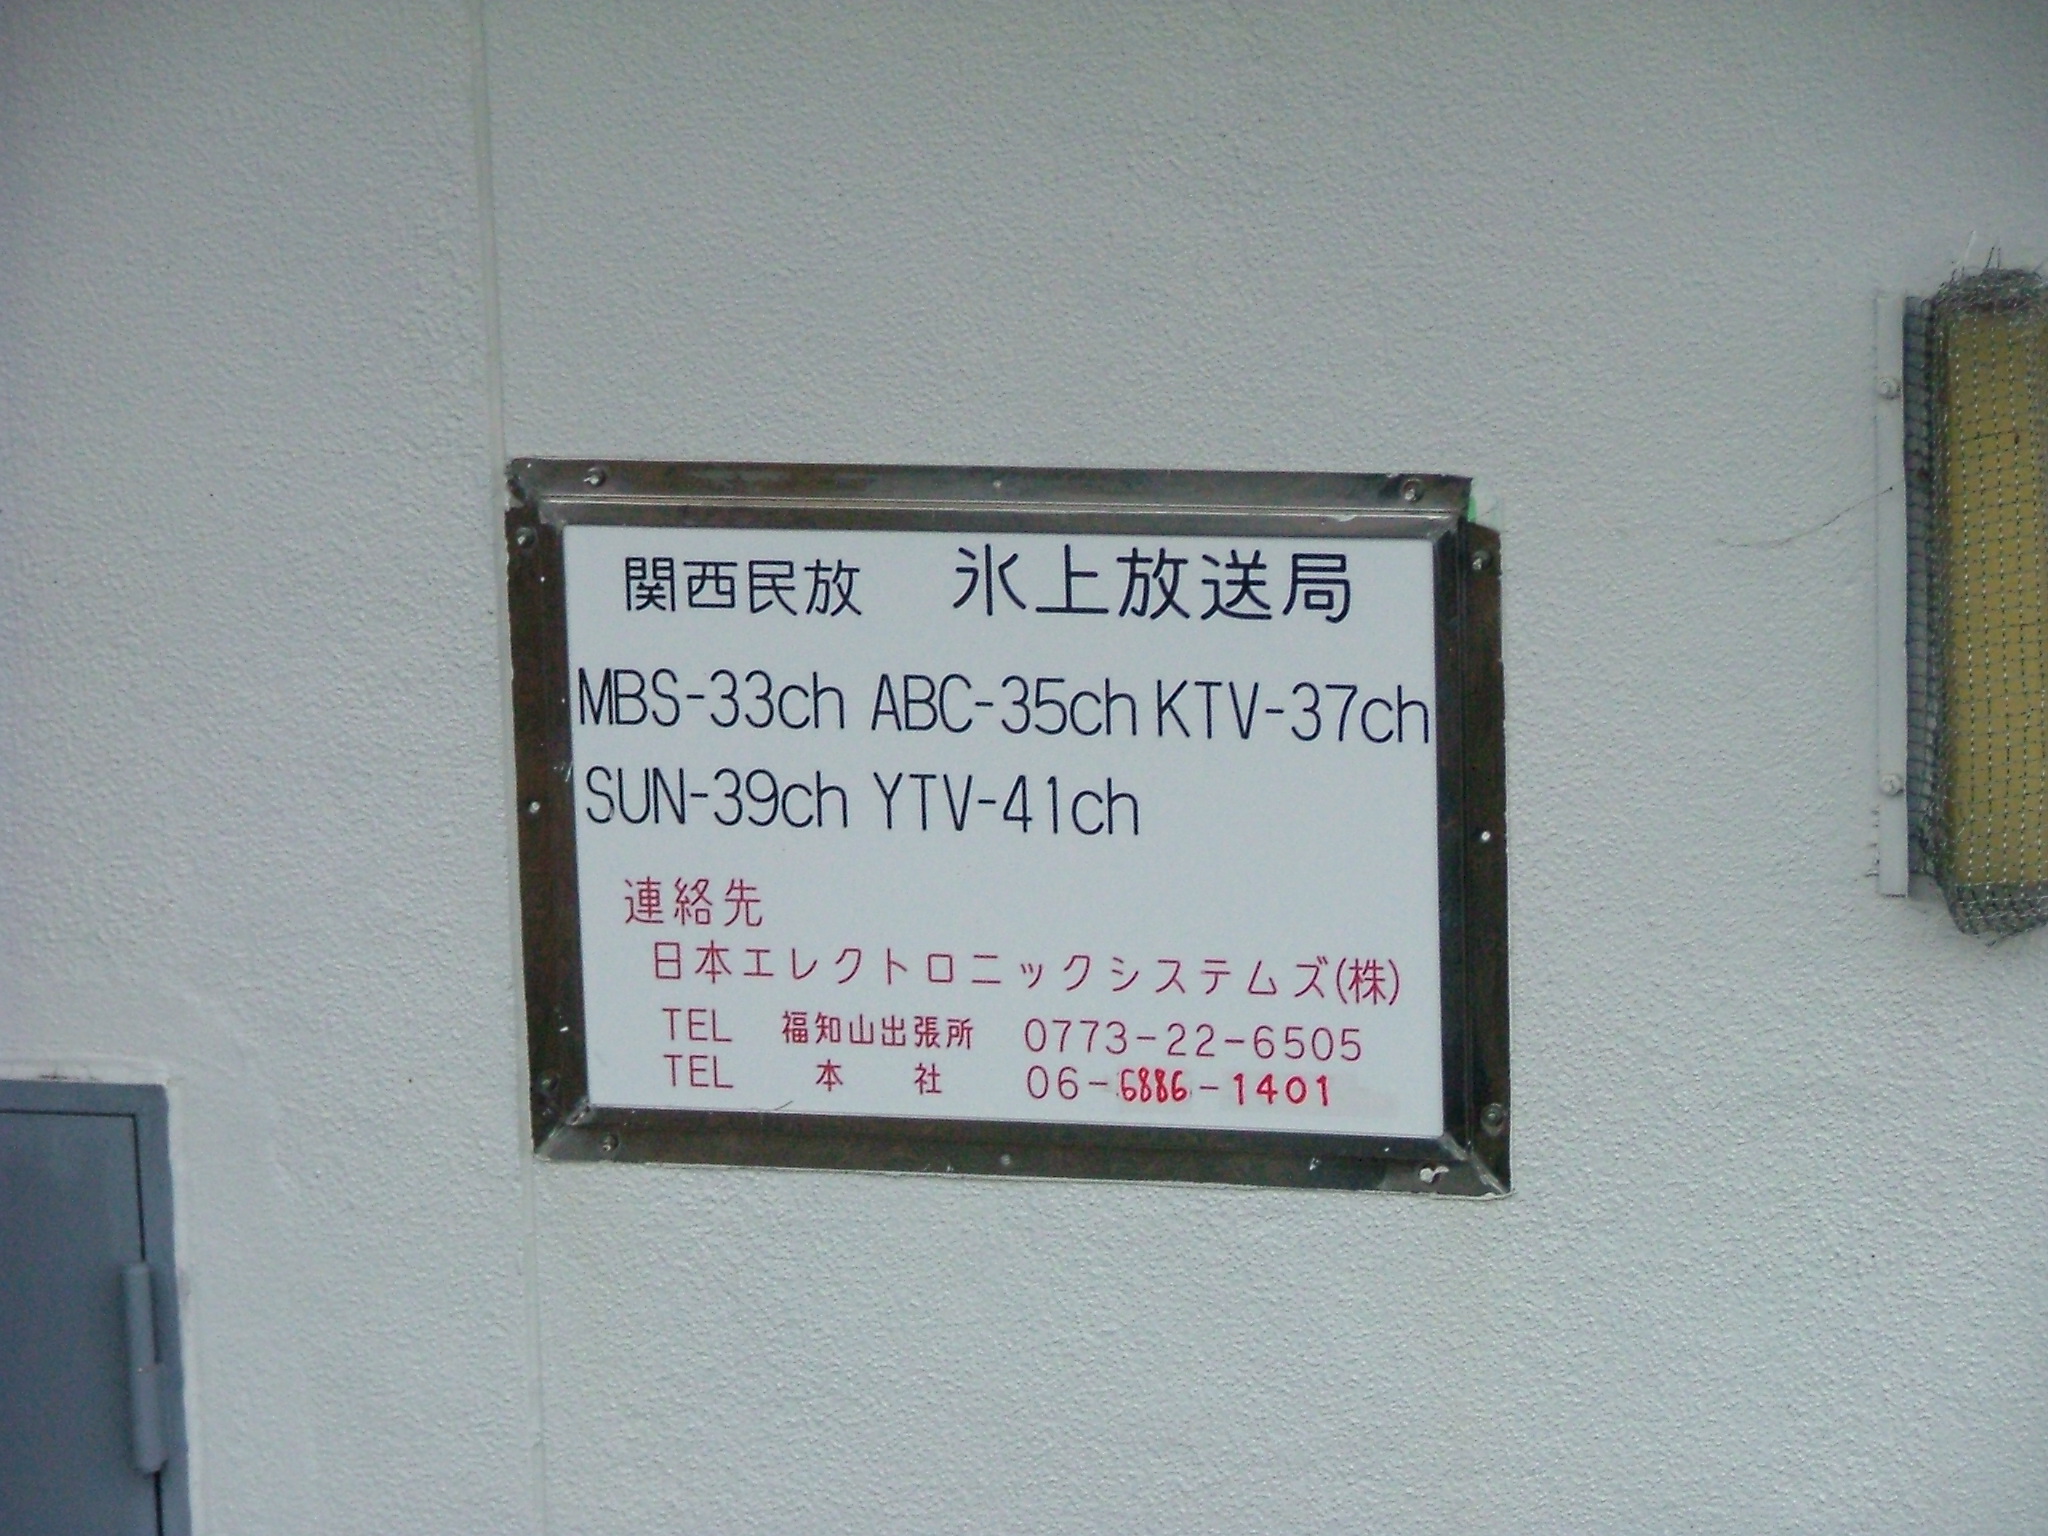 関西民放 氷上放送局
MBS-33ch ABC-35ch KTV-37ch
SUN-39ch YTV-41ch
連絡先
日本エレクトロニックシステムズ(株)
TEL 福知山出張所 0773-22-6505
TEL 本社 06-6886-1401